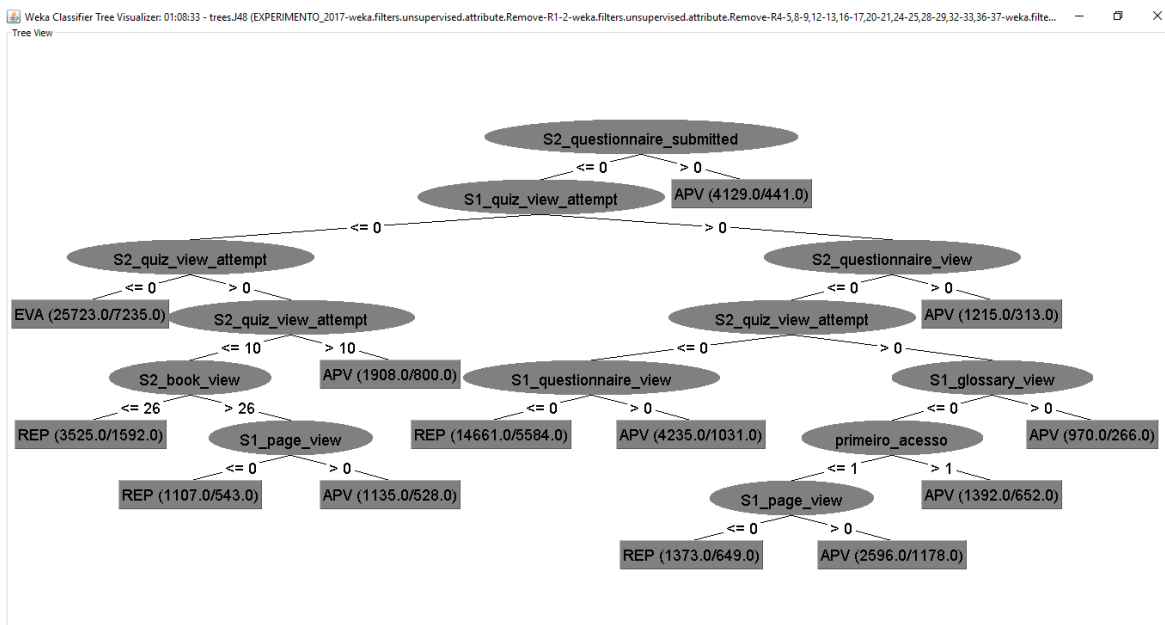 Weka Classifier Tree Visualizer: 01:08:33 - trees.J48 (EXPERIMENTO_2017-weka.filters.unsupervised.attribute.Remove-R1-2-weka.filters.unsupervised.attribute.Remove-R4-5,8-9,12-13,16-17,20-21,24-25,28-29,32-33,36-37-weka.filte...
Tree View
S2_questionnaire_submitted
<= 0 > 0
S1_quiz_view_attempt APV (4129.0/441.0)
<= 0 > 0
S2_quiz_view_attempt S2_questionnaire_view
<= 0 > 0 <= 0 > 0
EVA (25723.0/7235.0) S2_quiz_view_attempt S2_quiz_view_attempt APV (1215.0/313.0)
<= 10 > 10 <= 0 > 0
S2_book_view APV (1908.0/800.0) S1_questionnaire_view S1_glossary_view
<= 26 > 26 <= 0 > 0 <= 0 > 0
REP (3525.0/1592.0) S1_page_view REP (14661.0/5584.0) APV (4235.0/1031.0) primeiro_acesso APV (970.0/266.0)
<= 0 > 0 <= 1 > 1
REP (1107.0/543.0) APV (1135.0/528.0) S1_page_view APV (1392.0/652.0)
<= 0 > 0
REP (1373.0/649.0) APV (2596.0/1178.0)